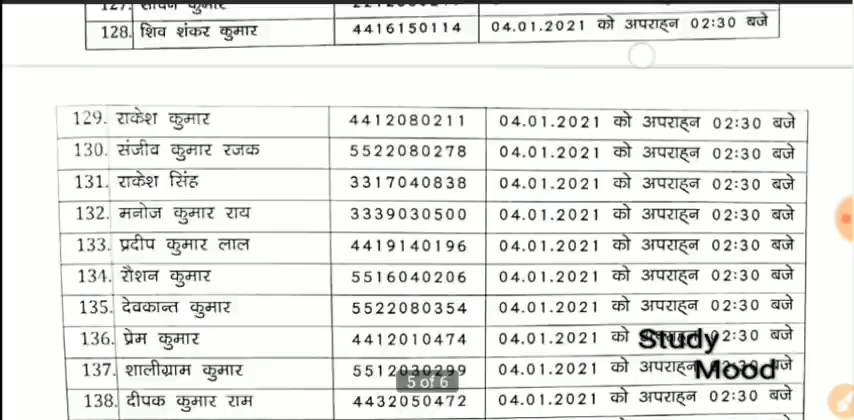 128. शिव शंकर कुमार 4416150114 04.01.2021 को अपराह्न 02:30 बजे
129. राकेश कुमार 4412080211 04.01.2021 को अपराह्न 02:30 बजे
130. संजीव कुमार रजक 5522080278 04.01.2021 को अपराह्न 02:30 बजे
131. राकेश सिंह 3317040838 04.01.2021 को अपराह्न 02:30 बजे
132. मनोज कुमार राय 3339030500 04.01.2021 को अपराह्न 02:30 बजे
133. प्रदीप कुमार लाल 4419140196 04.01.2021 को अपराह्न 02:30 बजे
134. रौशन कुमार 5516040206 04.01.2021 को अपराह्न 02:30 बजे
135. देवकान्त कुमार 5522080354 04.01.2021 को अपराह्न 02:30 बजे
136. प्रेम कुमार 4412010474 04.01.2021 को 02:30 बजे
Study
137. शालीग्राम कुमार 5512030299 04.01.2021 को अपराह्न बजे
Mood
5 of 6
138. दीपक कुमार राम 4432050472 04.01.2021 को अपराह्न 02:30 बजे